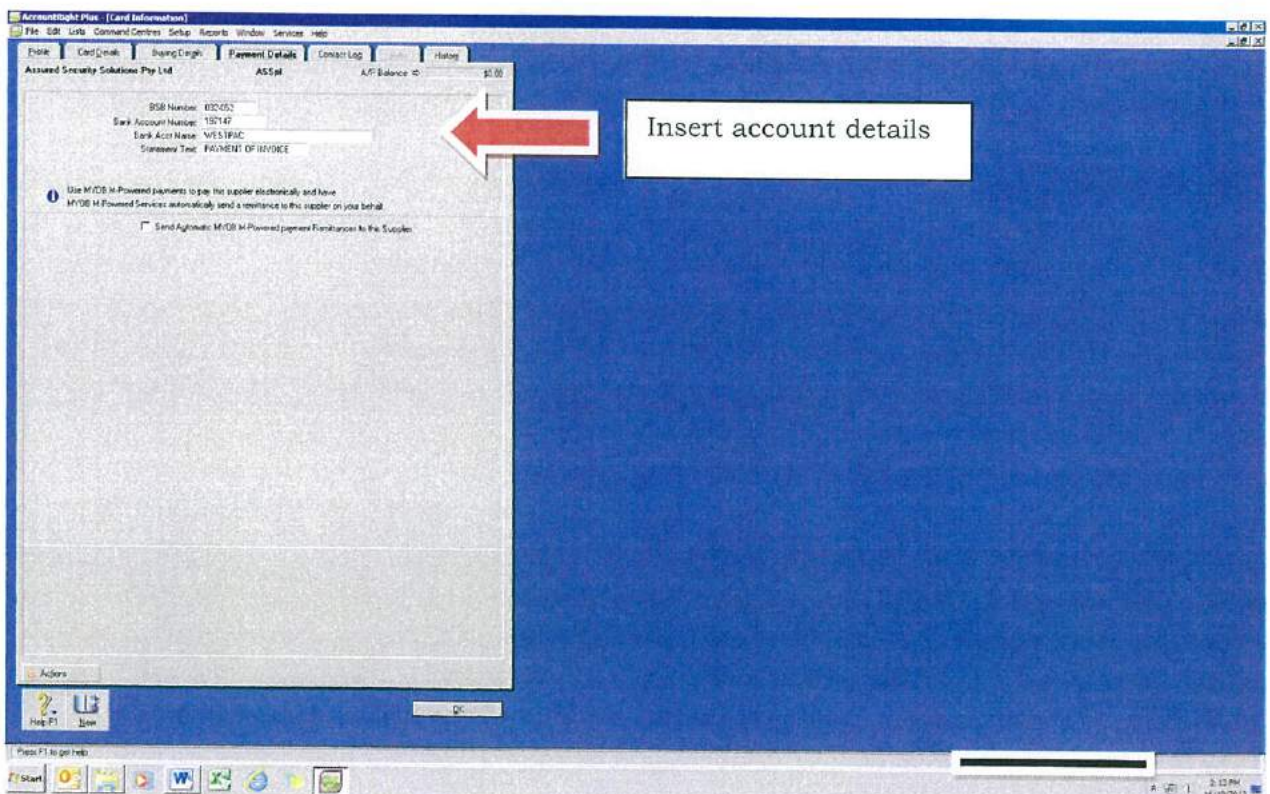 AccountRight Plus - [Card Information]
File Edit Lists Command Centres Setup Reports Window Services Help
Profile Card Details Buying Details Payment Details Contact Log History
Assured Security Solutions Pty Ltd ASSpl A/P Balance $0.00
BSB Number:
Bank Account Number: 197147
Bank Acct Name: WESTPAC
Statement Text: PAYMENT OF INVOICE
Insert account details
Use MYOB M-Powered payments to pay this supplier electronically and have
MYOB M-Powered Services automatically send a remittance to this supplier on your behalf.
Send Automatic MYOB M-Powered payment Remittances to the Supplier
Actions
Help F1 New OK
Press F1 to get help
Start
2:12 PM